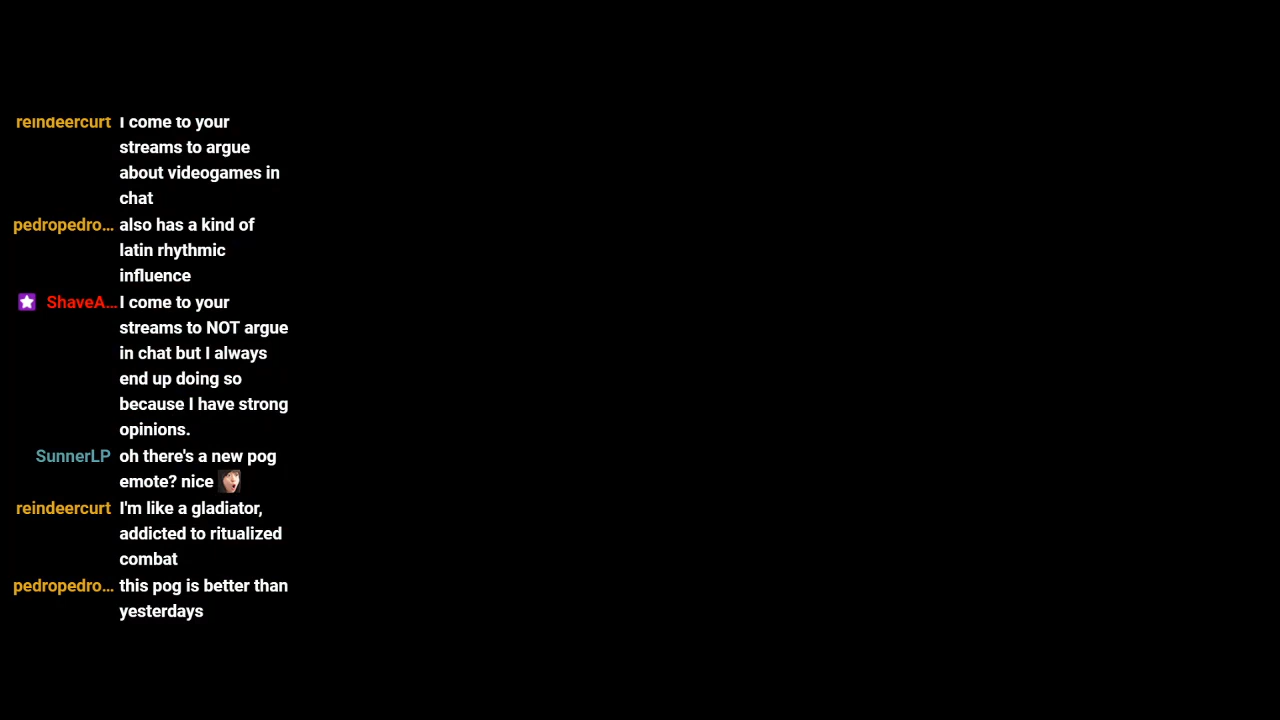 reindeercurt I come to your
streams to argue
about videogames in
chat
pedropedro… also has a kind of
latin rhythmic
influence
ShaveA… I come to your
streams to NOT argue
in chat but I always
end up doing so
because I have strong
opinions.
SunnerLP oh there's a new pog
emote? nice
reindeercurt I'm like a gladiator,
addicted to ritualized
combat
pedropedro… this pog is better than
yesterdays